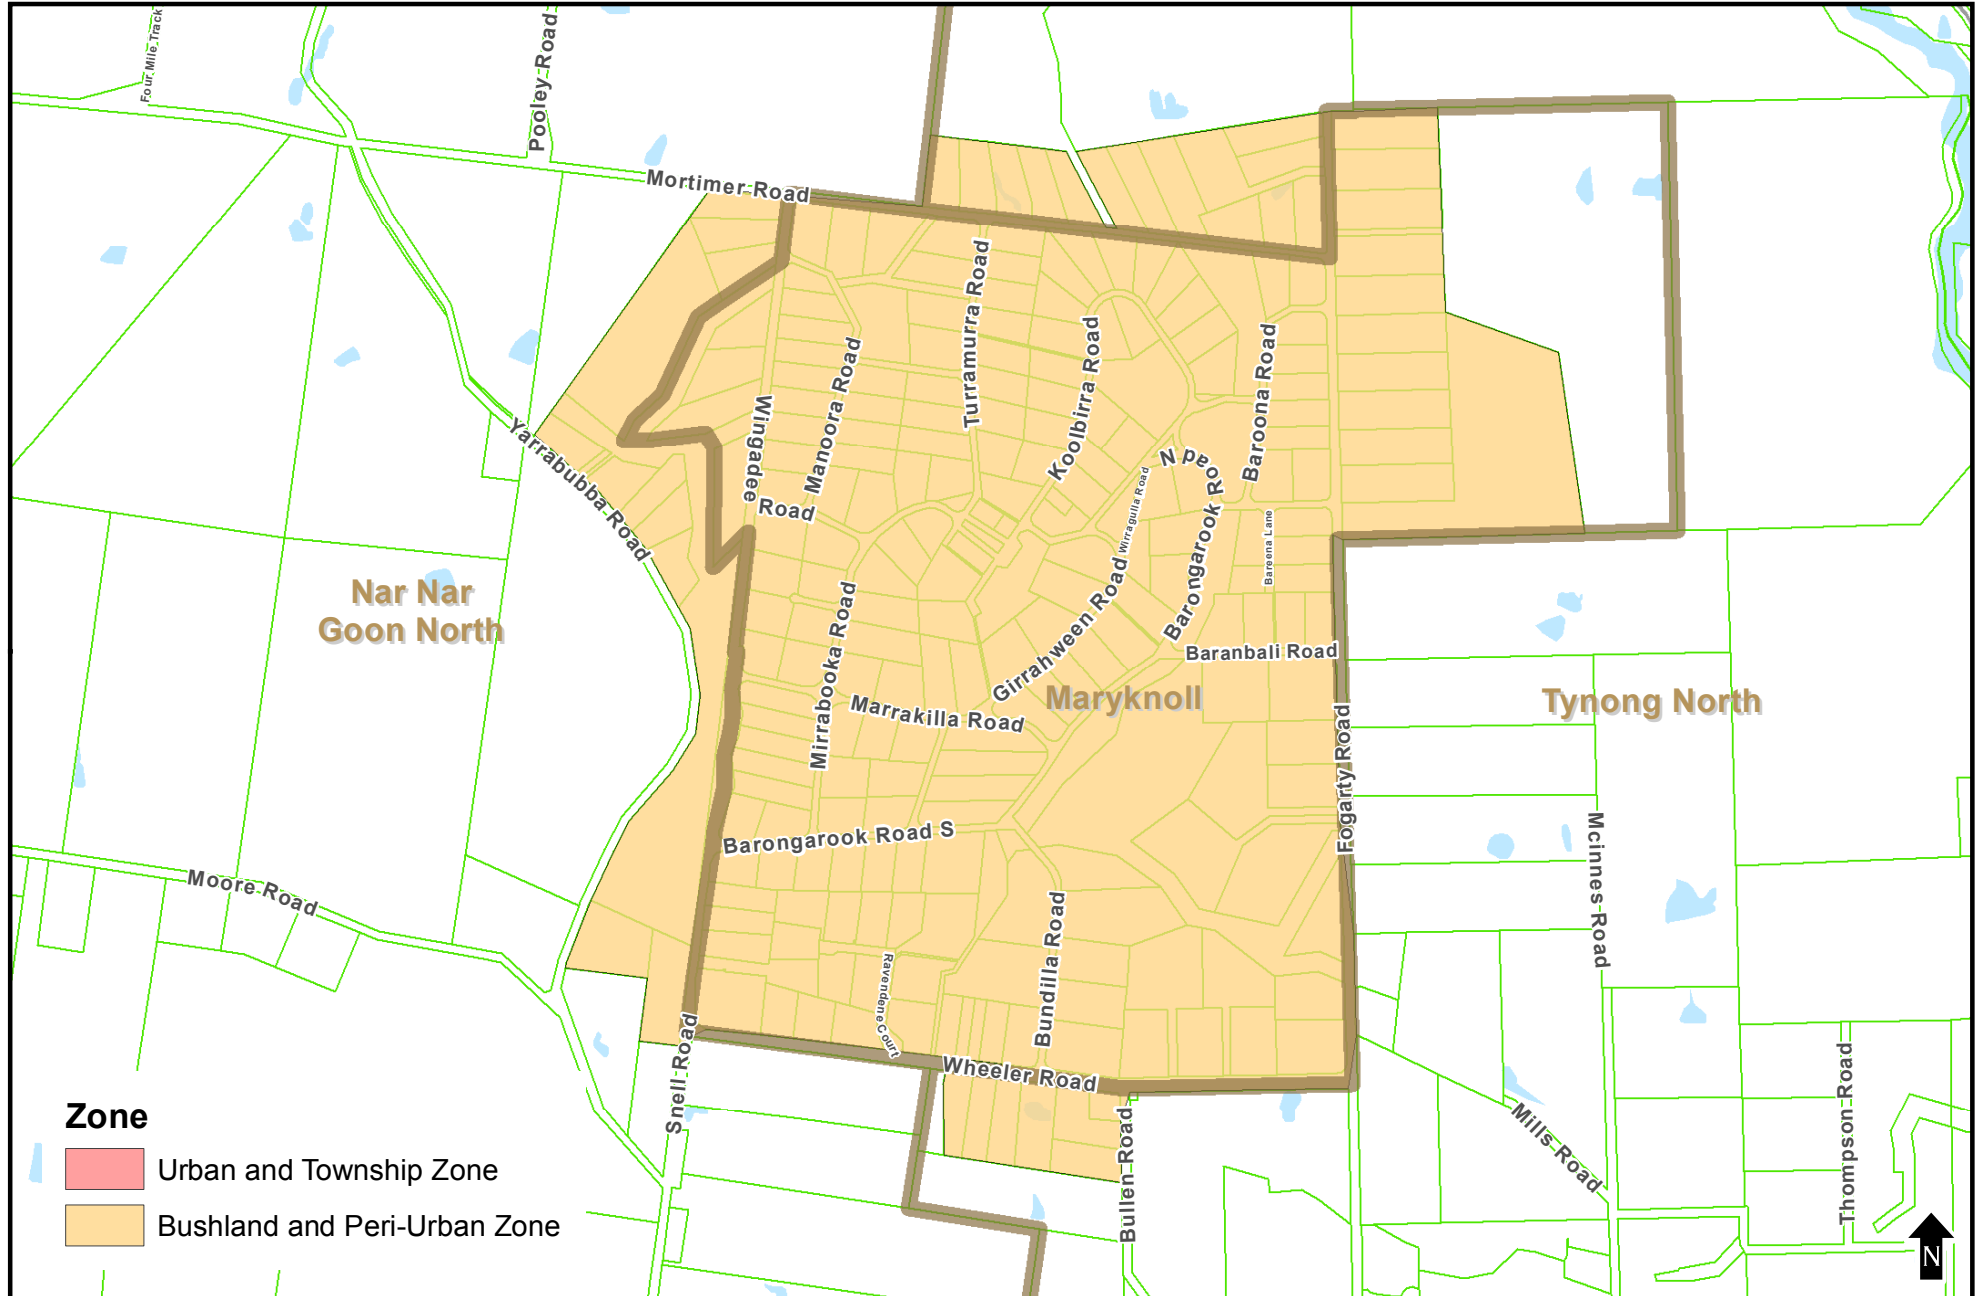 Four Mile Track
Pooley Road
Mortimer Road
Turramurra Road
Koolbirra Road
Baroona Road
Manoora Road
Wingadee
Road
Yarrabubba Road
Wirragulla Road
Barongarook Road N
Bareena Lane
Nar Nar
Goon North
Mirrabooka Road
Girrahween Road
Baranbali Road
Maryknoll
Tynong North
Marrakilla Road
Fogarty Road
Barongarook Road S
Mcinnes Road
Moore Road
Bundilla Road
Ravendene Court
Snell Road
Wheeler Road
Bullen Road
Mills Road
Thompson Road
Zone
Urban and Township Zone
Bushland and Peri-Urban Zone
N